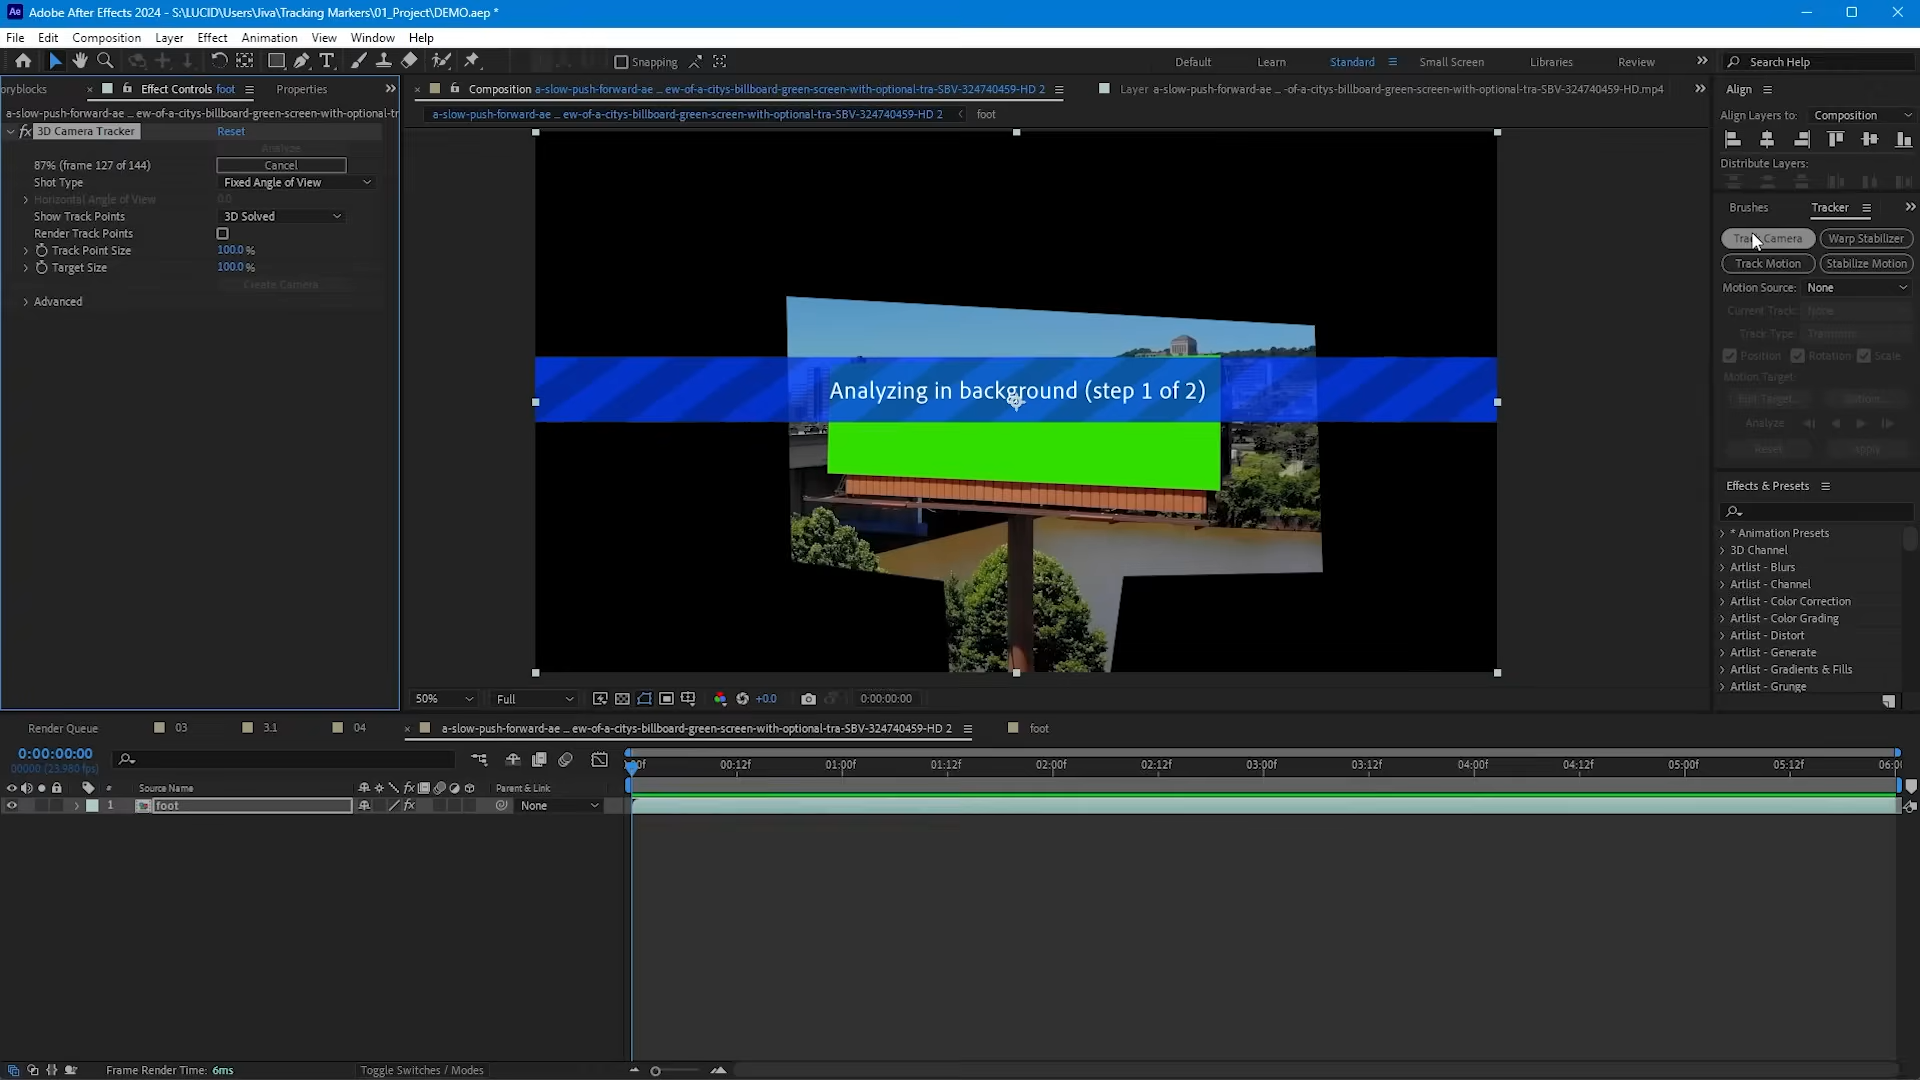 Adobe After Effects 2024 - S:\LUCID\Users\Jiva\Tracking Markers\01_Project\DEMO.aep *
File Edit Composition Layer Effect Animation View Window Help
Snapping
Default Learn Standard Small Screen Libraries Review Search Help
oryblocks Effect Controls foot Properties
Composition a-slow-push-forward-ae ... ew-of-a-citys-billboard-green-screen-with-optional-tra-SBV-324740459-HD 2
Layer a-slow-push-forward-ae ... -of-a-citys-billboard-green-screen-with-optional-tra-SBV-324740459-HD.mp4
a-slow-push-forward-ae ... ew-of-a-citys-billboard-green-screen-with-optional-tr
a-slow-push-forward-ae ... ew-of-a-citys-billboard-green-screen-with-optional-tra-SBV-324740459-HD 2 foot
fx 3D Camera Tracker Reset
Analyze
87% (frame 127 of 144) Cancel
Shot Type Fixed Angle of View
Horizontal Angle of View 0.0
Show Track Points 3D Solved
Render Track Points
Track Point Size 100.0 %
Target Size 100.0 %
Create Camera
Advanced
Analyzing in background (step 1 of 2)
50% Full +0.0 0:00:00:00
Align
Align Layers to: Composition
Distribute Layers:
Brushes Tracker
Track Camera Warp Stabilizer
Track Motion Stabilize Motion
Motion Source: None
Current Track: None
Track Type: Transform
Position Rotation Scale
Motion Target:
Edit Target... Options...
Analyze
Reset Apply
Effects & Presets
* Animation Presets
3D Channel
Artlist - Blurs
Artlist - Channel
Artlist - Color Correction
Artlist - Color Grading
Artlist - Distort
Artlist - Generate
Artlist - Gradients & Fills
Artlist - Grunge
Render Queue 03 3.1 04 a-slow-push-forward-ae ... ew-of-a-citys-billboard-green-screen-with-optional-tra-SBV-324740459-HD 2 foot
0:00:00:00
00000 (23.980 fps)
00:12f 01:00f 01:12f 02:00f 02:12f 03:00f 03:12f 04:00f 04:12f 05:00f 05:12f 06:0
# Source Name fx Parent & Link
1 foot fx None
Frame Render Time: 6ms Toggle Switches / Modes